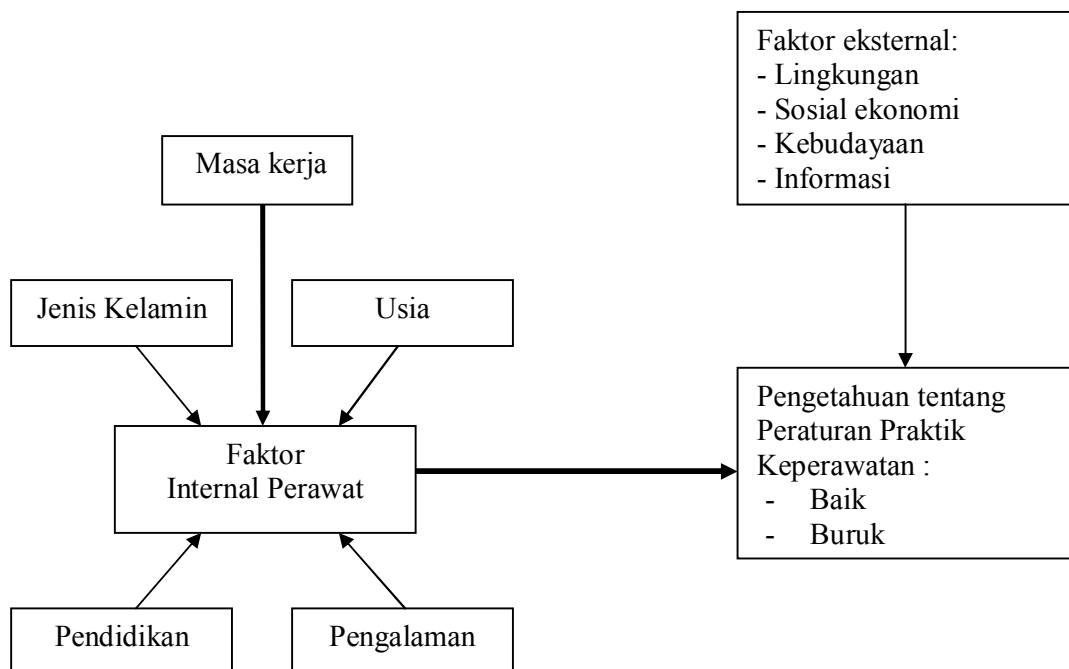 Faktor eksternal:
- Lingkungan
- Sosial ekonomi
- Kebudayaan
- Informasi
Masa kerja
Jenis Kelamin
Usia
Faktor
Internal Perawat
Pengetahuan tentang
Peraturan Praktik
Keperawatan :
- Baik
- Buruk
Pendidikan
Pengalaman